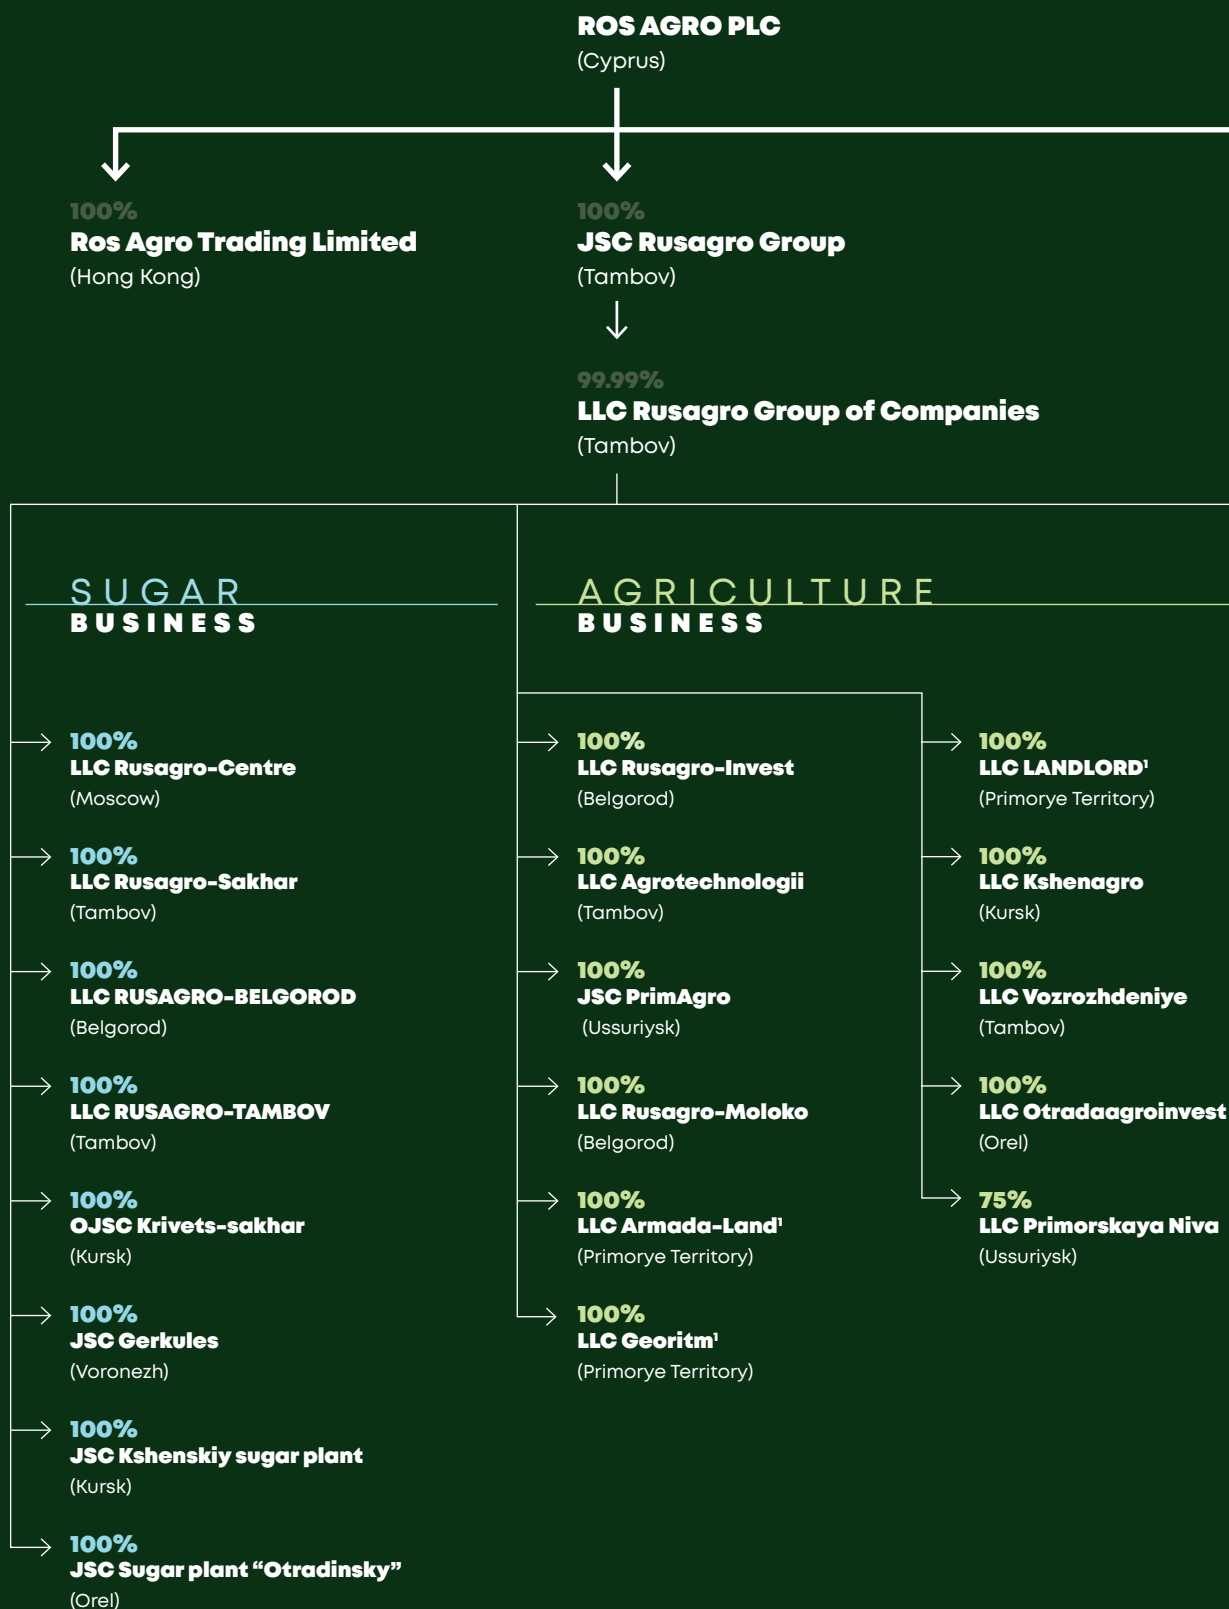 ROS AGRO PLC
(Cyprus)
100%
Ros Agro Trading Limited
(Hong Kong)
100%
JSC Rusagro Group
(Tambov)
99.99%
LLC Rusagro Group of Companies
(Tambov)
SUGAR
BUSINESS
100%
LLC Rusagro-Centre
(Moscow)
100%
LLC Rusagro-Sakhar
(Tambov)
100%
LLC RUSAGRO-BELGOROD
(Belgorod)
100%
LLC RUSAGRO-TAMBOV
(Tambov)
100%
OJSC Krivets-sakhar
(Kursk)
100%
JSC Gerkules
(Voronezh)
100%
JSC Kshenskiy sugar plant
(Kursk)
100%
JSC Sugar plant “Otradinsky”
(Orel)
AGRICULTURE
BUSINESS
100%
LLC Rusagro-Invest
(Belgorod)
100%
LLC Agrotechnologii
(Tambov)
100%
JSC PrimAgro
(Ussuriysk)
100%
LLC Rusagro-Moloko
(Belgorod)
100%
LLC Armada-Land¹
(Primorye Territory)
100%
LLC Georitm¹
(Primorye Territory)
100%
LLC LANDLORD¹
(Primorye Territory)
100%
LLC Kshenagro
(Kursk)
100%
LLC Vozrozhdeniye
(Tambov)
100%
LLC Otradaagroinvest
(Orel)
75%
LLC Primorskaya Niva
(Ussuriysk)